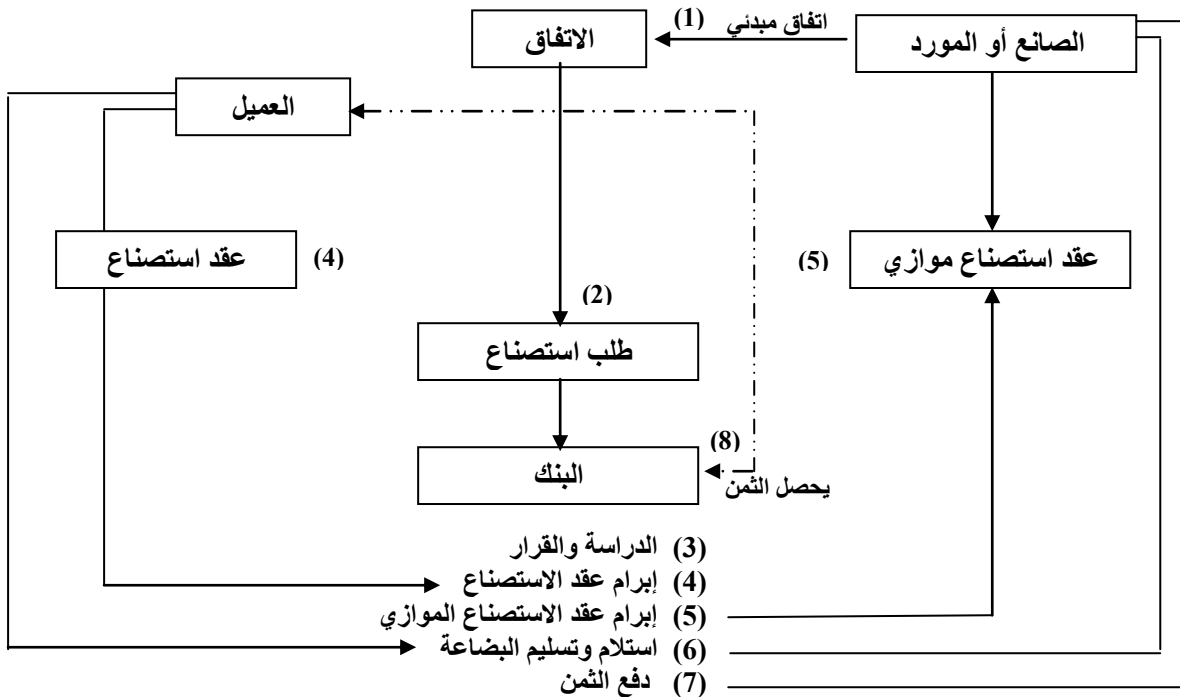 الصانع أو المورد
اتفاق مبدئي (1)
الاتفاق
العميل
عقد استصناع موازي (5)
(4) عقد استصناع
(2)
طلب استصناع
(8)
البنك
يحصل الثمن
(3) الدراسة والقرار
(4) إبرام عقد الاستصناع
(5) إبرام عقد الاستصناع الموازي
(6) استلام وتسليم البضاعة
(7) دفع الثمن